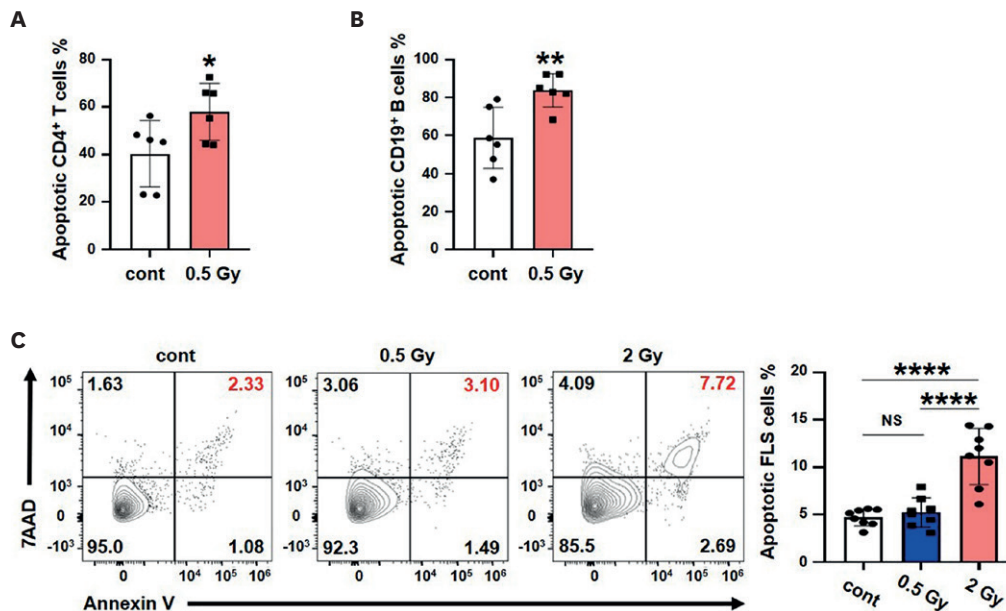 A
Apoptotic CD4+ T cells %
80
60
40
20
0
*
cont
0.5 Gy
B
Apoptotic CD19+ B cells %
100
80
60
40
20
0
**
cont
0.5 Gy
C
7AAD
cont
10⁵
10⁴
10³
0
-10³
1.63
2.33
95.0
1.08
0 10⁴ 10⁵ 10⁶
0.5 Gy
10⁵
10⁴
10³
0
-10³
3.06
3.10
92.3
1.49
0 10⁴ 10⁵ 10⁶
2 Gy
10⁵
10⁴
10³
0
-10³
4.09
7.72
85.5
2.69
0 10⁴ 10⁵ 10⁶
Annexin V
Apoptotic FLS cells %
20
15
10
5
0
****
****
NS
cont
0.5 Gy
2 Gy